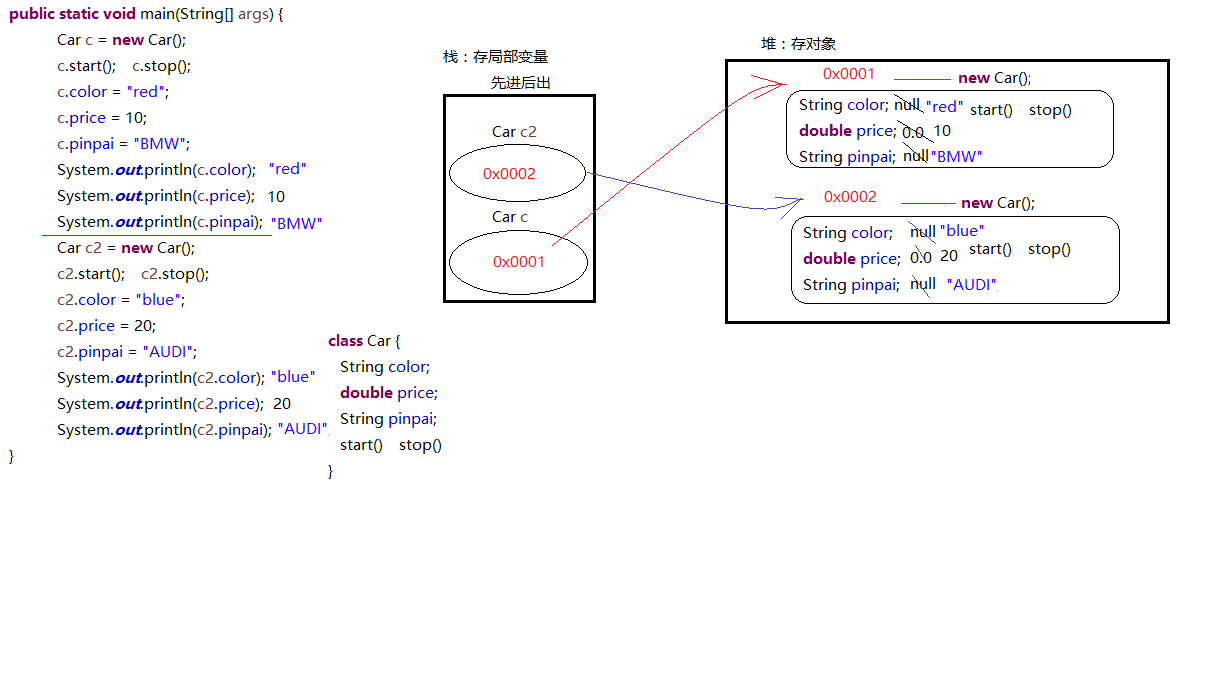 public static void main(String[] args) {
Car c = new Car();
c.start();    c.stop();
c.color = "red";
c.price = 10;
c.pinpai = "BMW";
System.out.println(c.color);   "red"
System.out.println(c.price);   10
System.out.println(c.pinpai);  "BMW"
Car c2 = new Car();
c2.start();    c2.stop();
c2.color = "blue";
c2.price = 20;
c2.pinpai = "AUDI";
System.out.println(c2.color);  "blue"
System.out.println(c2.price);  20
System.out.println(c2.pinpai);  "AUDI"
}
class Car {
String color;
double price;
String pinpai;
start()    stop()
}
栈：存局部变量
先进后出
Car c2
0x0002
Car c
0x0001
堆：存对象
0x0001    new Car();
String color; null "red"  start()    stop()
double price; 0.0  10
String pinpai;  null "BMW"
0x0002    new Car();
String color;   null "blue"
double price;  0.0  20   start()    stop()
String pinpai;  null  "AUDI"